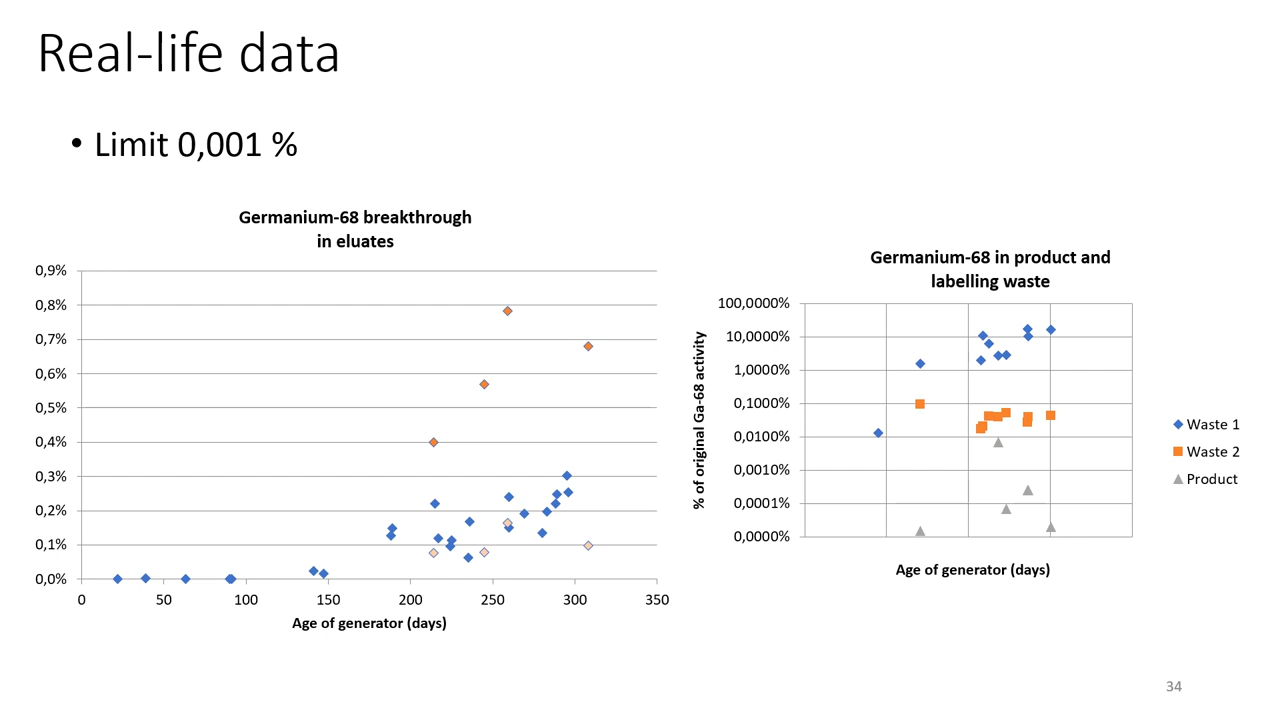 Real-life data
• Limit 0,001 %
Germanium-68 breakthrough
in eluates
0,9%
0,8%
0,7%
0,6%
0,5%
0,4%
0,3%
0,2%
0,1%
0,0%
0 50 100 150 200 250 300 350
Age of generator (days)
Germanium-68 in product and
labelling waste
% of original Ga-68 activity
100,0000%
10,0000%
1,0000%
0,1000%
0,0100%
0,0010%
0,0001%
0,0000%
Age of generator (days)
Waste 1
Waste 2
Product
34